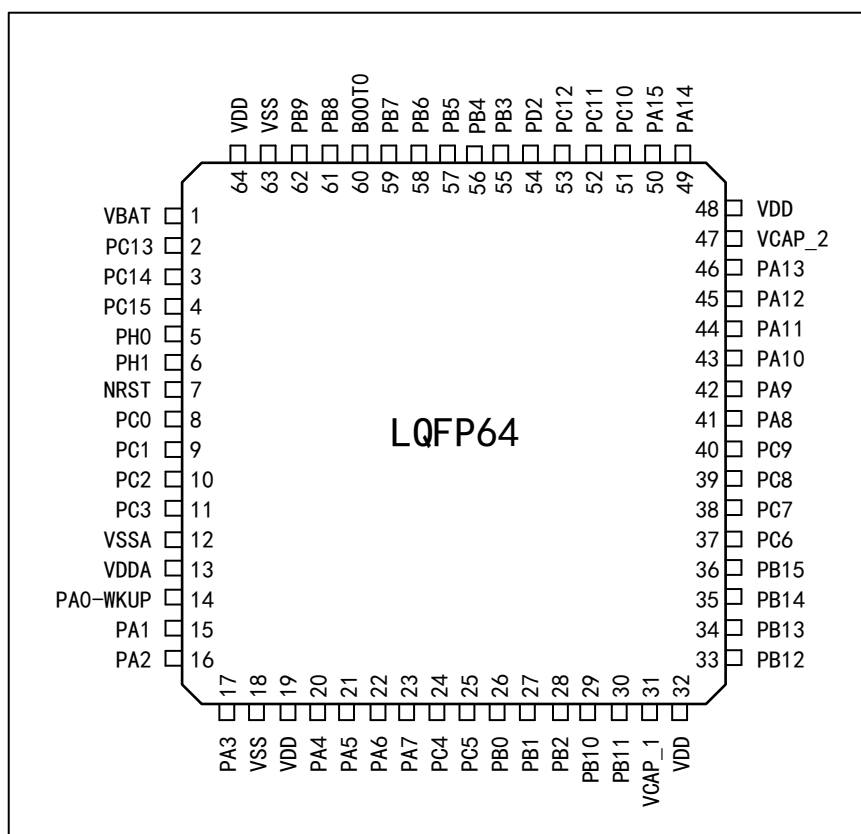 VDD VSS PB9 PB8 BOOT0 PB7 PB6 PB5 PB4 PB3 PD2 PC12 PC11 PC10 PA15 PA14
64 63 62 61 60 59 58 57 56 55 54 53 52 51 50 49
VBAT 1
PC13 2
PC14 3
PC15 4
PH0 5
PH1 6
NRST 7
PC0 8
PC1 9
PC2 10
PC3 11
VSSA 12
VDDA 13
PA0-WKUP 14
PA1 15
PA2 16
LQFP64
48 VDD
47 VCAP_2
46 PA13
45 PA12
44 PA11
43 PA10
42 PA9
41 PA8
40 PC9
39 PC8
38 PC7
37 PC6
36 PB15
35 PB14
34 PB13
33 PB12
17 18 19 20 21 22 23 24 25 26 27 28 29 30 31 32
PA3 VSS VDD PA4 PA5 PA6 PA7 PC4 PC5 PB0 PB1 PB2 PB10 PB11 VCAP_1 VDD